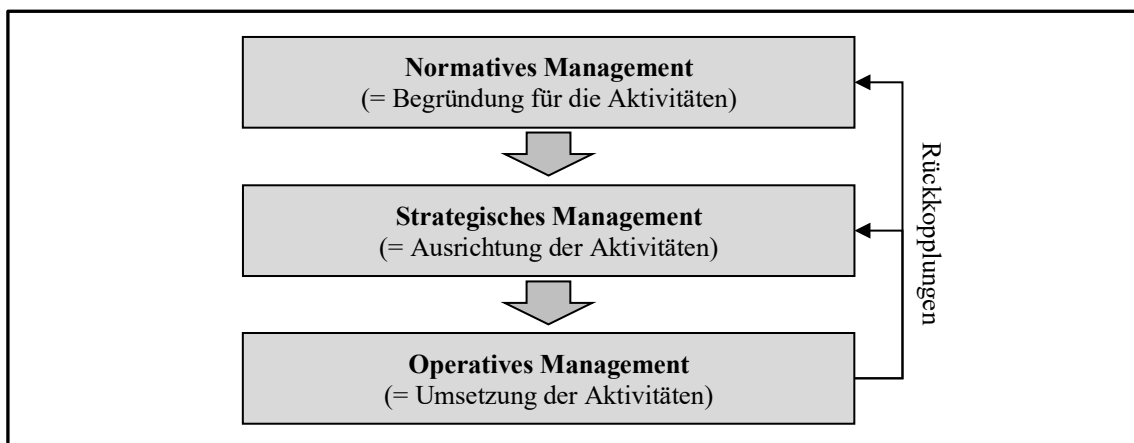 Normatives Management
(= Begründung für die Aktivitäten)
Strategisches Management
(= Ausrichtung der Aktivitäten)
Operatives Management
(= Umsetzung der Aktivitäten)
Rückkopplungen